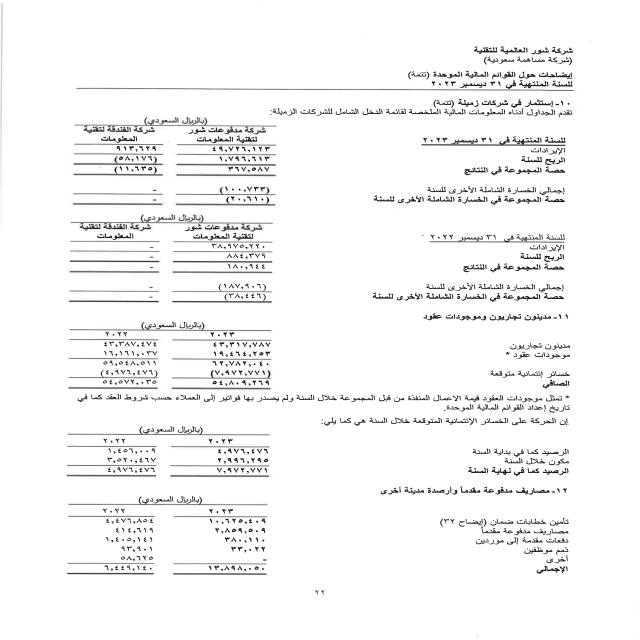 شركة شور العالمية للتقنية
(شركة مساهمة سعودية)
إيضاحات حول القوائم المالية الموحدة (تتمة)
للسنة المنتهية في ٣١ ديسمبر ٢٠٢٣
١٠- إستثمار في شركات زميلة (تتمة)
تقدم الجداول أدناه المعلومات المالية الملخصة لقائمة الدخل الشامل للشركات الزميلة:
(بالريال السعودي)
شركة مدفوعات شور لتقنية المعلومات شركة الفندقة لتقنية المعلومات
للسنة المنتهية في ٣١ ديسمبر ٢٠٢٣
الإيرادات ٤٩,٧٢٦,١٢٣ ٩١٣,٦٢٩
الربح للسنة ١,٧٩٦,٦١٣ (٥٨,١٧٦)
حصة المجموعة في النتائج ٣٦٧,٥٨٧ (١١,٦٣٥)
إجمالي الخسارة الشاملة الأخرى للسنة (١٠٠,٧٣٣) -
حصة المجموعة في الخسارة الشاملة الأخرى للسنة (٢٠,٦١٠) -
(بالريال السعودي)
شركة مدفوعات شور لتقنية المعلومات شركة الفندقة لتقنية المعلومات
للسنة المنتهية في ٣١ ديسمبر ٢٠٢٢
الإيرادات ٣٨,٩٧٥,٢٢٠ -
الربح للسنة ٨٨٤,٣٧٩ -
حصة المجموعة في النتائج ١٨٠,٩٤٤ -
إجمالي الخسارة الشاملة الأخرى للسنة (١٨٧,٩٠٦) -
حصة المجموعة في الخسارة الشاملة الأخرى للسنة (٣٨,٤٤٦) -
١١- مدينون تجاريون وموجودات عقود
(بالريال السعودي)
٢٠٢٣ ٢٠٢٢
مدينون تجاريون ٤٣,٣١٧,٧٨٧ ٤٣,٣٨٧,٤٧٤
موجودات عقود * ١٩,٤٦٤,٢٥٣ ١٦,١٦١,٠٣٧
٦٢,٧٨٢,٠٤٠ ٥٩,٥٤٨,٥١١
خسائر إئتمانية متوقعة (٧,٩٧٢,٧٧١) (٤,٩٧٦,٤٧٦)
الصافي ٥٤,٨٠٩,٢٦٩ ٥٤,٥٧٢,٠٣٥
* تمثل موجودات العقود قيمة الاعمال المنفذة من قبل المجموعة خلال السنة ولم يصدر بها فواتير إلى العملاء حسب شروط العقد كما في
تاريخ إعداد القوائم المالية الموحدة.
إن الحركة على الخسائر الإئتمانية المتوقعة خلال السنة هي كما يلي:
(بالريال السعودي)
٢٠٢٣ ٢٠٢٢
الرصيد كما في بداية السنة ٤,٩٧٦,٤٧٦ ١,٤٥٦,٠٠٩
مكون خلال السنة ٢,٩٩٦,٢٩٥ ٣,٥٢٠,٤٦٧
الرصيد كما في نهاية السنة ٧,٩٧٢,٧٧١ ٤,٩٧٦,٤٧٦
١٢- مصاريف مدفوعة مقدماً وأرصدة مدينة أخرى
(بالريال السعودي)
٢٠٢٣ ٢٠٢٢
تأمين خطابات ضمان (إيضاح ٣٢) ١٠,٦٢٥,٤٠٩ ٤,٤٧٦,٨٥٤
مصاريف مدفوعة مقدماً ٢,٨٥٩,٥٠٩ ٤١٤,٦١٩
دفعات مقدمة إلى موردين ٣٨٠,١١٠ ١,٤٠٥,١٤١
ذمم موظفين ٣٣,٠٢٢ ٩٣,٩٠١
أخرى - ٥٨,٦٢٥
الإجمالي ١٣,٨٩٨,٠٥٠ ٦,٤٤٩,١٤٠
٢٢